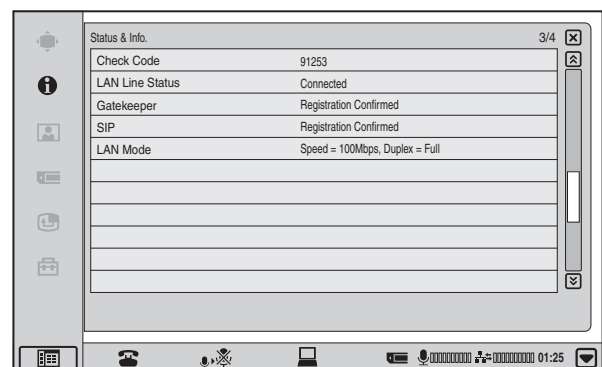 Status & Info. 3/4
Check Code 91253
LAN Line Status Connected
Gatekeeper Registration Confirmed
SIP Registration Confirmed
LAN Mode Speed = 100Mbps, Duplex = Full
01:25